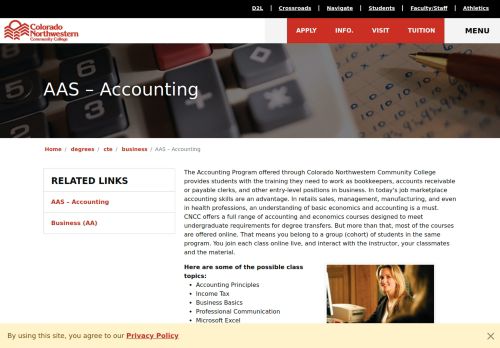 D2L | Crossroads | Navigate | Students | Faculty/Staff | Athletics
Colorado
Northwestern
Community College
APPLY INFO. VISIT TUITION MENU
AAS – Accounting
Home / degrees / cte / business / AAS – Accounting
RELATED LINKS
AAS – Accounting
Business (AA)
The Accounting Program offered through Colorado Northwestern Community College
provides students with the training they need to work as bookkeepers, accounts receivable
or payable clerks, and other entry-level positions in business. In today's job marketplace
accounting skills are an advantage. In retails sales, management, manufacturing, and even
in health professions, an understanding of basic economics and accounting is a must.
CNCC offers a full range of accounting and economics courses designed to meet
undergraduate requirements for degree transfers. But more than that, most of the courses
are offered online. That means you belong to a group (cohort) of students in the same
program. You join each class online live, and interact with the instructor, your classmates
and the material.
Here are some of the possible class
topics:
• Accounting Principles
• Income Tax
• Business Basics
• Professional Communication
• Microsoft Excel
By using this site, you agree to our Privacy Policy